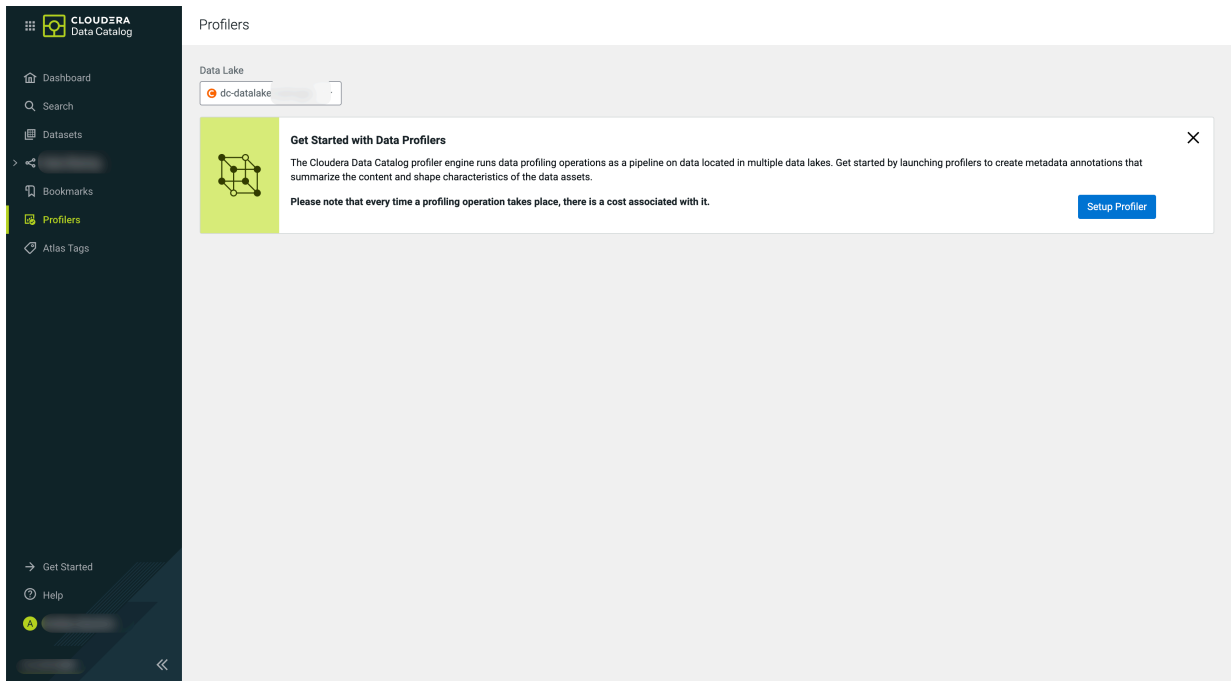 CLOUDERA
Data Catalog
Profilers
Dashboard
Search
Datasets
Bookmarks
Profilers
Atlas Tags
Get Started
Help
A
Data Lake
dc-datalake
Get Started with Data Profilers
The Cloudera Data Catalog profiler engine runs data profiling operations as a pipeline on data located in multiple data lakes. Get started by launching profilers to create metadata annotations that
summarize the content and shape characteristics of the data assets.
Please note that every time a profiling operation takes place, there is a cost associated with it.
Setup Profiler